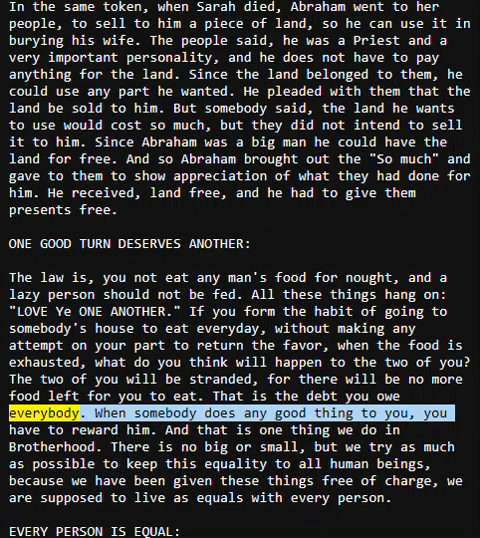 In the same token, when Sarah died, Abraham went to her
people, to sell to him a piece of land, so he can use it in
burying his wife. The people said, he was a Priest and a
very important personality, and he does not have to pay
anything for the land. Since the land belonged to them, he
could use any part he wanted. He pleaded with them that the
land be sold to him. But somebody said, the land he wants
to use would cost so much, but they did not intend to sell
it to him. Since Abraham was a big man he could have the
land for free. And so Abraham brought out the "So much" and
gave to them to show appreciation of what they had done for
him. He received, land free, and he had to give them
presents free.

ONE GOOD TURN DESERVES ANOTHER:

The law is, you not eat any man's food for nought, and a
lazy person should not be fed. All these things hang on:
"LOVE Ye ONE ANOTHER." If you form the habit of going to
somebody's house to eat everyday, without making any
attempt on your part to return the favor, when the food is
exhausted, what do you think will happen to the two of you?
The two of you will be stranded, for there will be no more
food left for you to eat. That is the debt you owe
everybody. When somebody does any good thing to you, you
have to reward him. And that is one thing we do in
Brotherhood. There is no big or small, but we try as much
as possible to keep this equality to all human beings,
because we have been given these things free of charge, we
are supposed to live as equals with every person.

EVERY PERSON IS EQUAL: